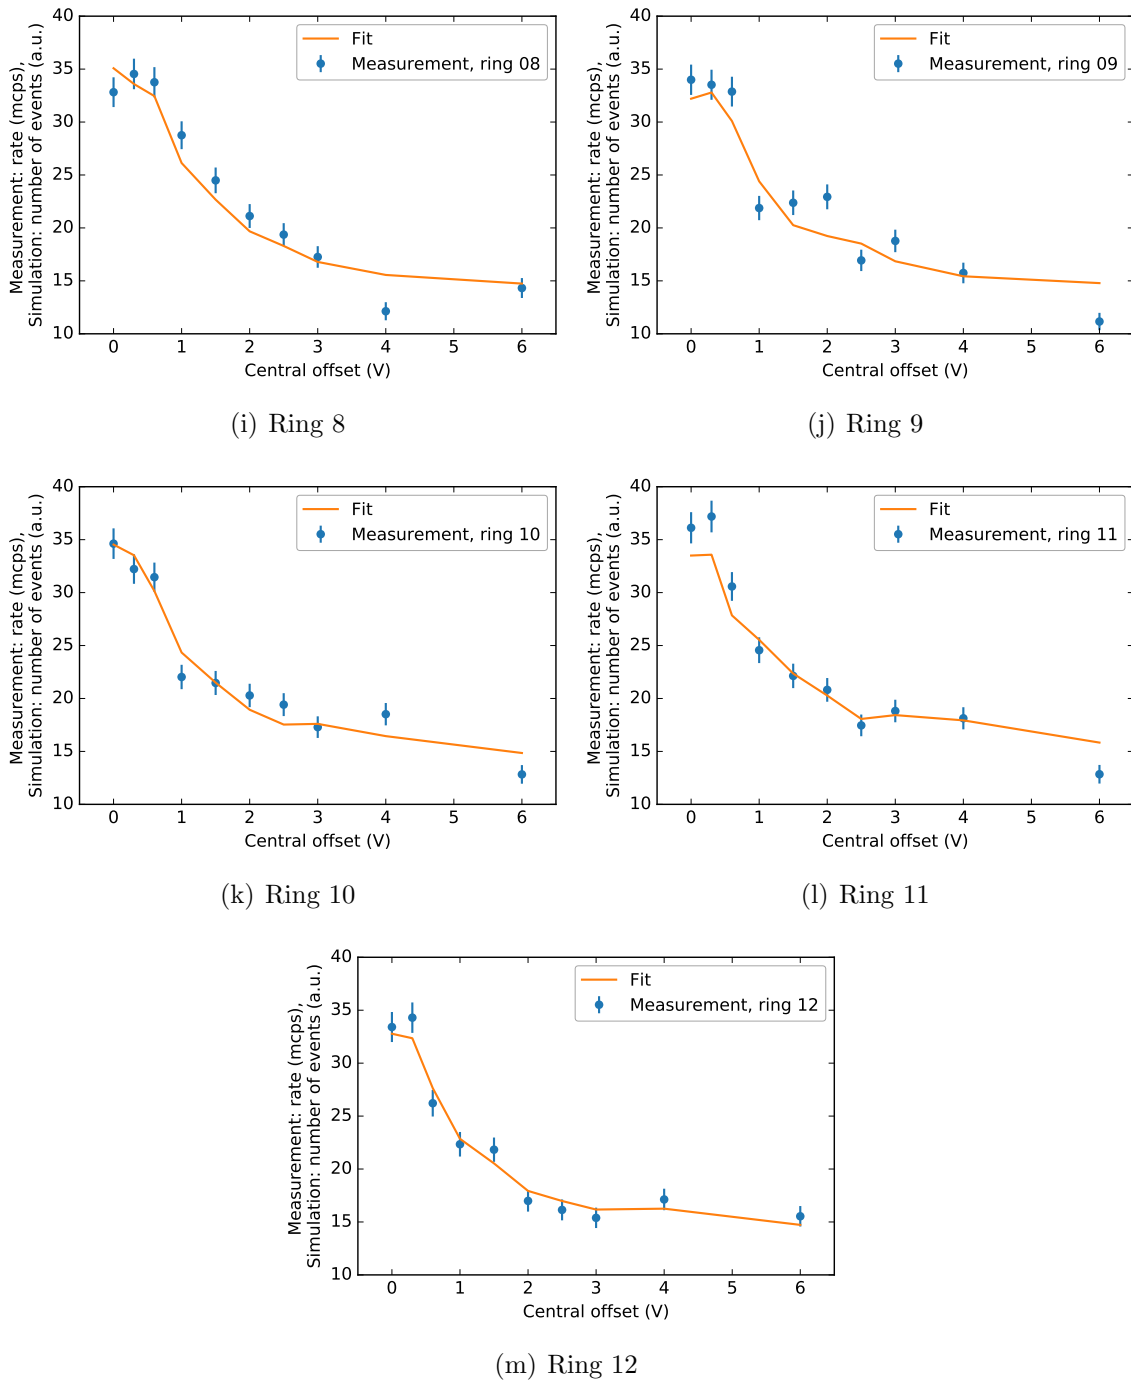 40
35
30
25
20
15
10
Measurement: rate (mcps),
Simulation: number of events (a.u.)
Fit
Measurement, ring 08
0 1 2 3 4 5 6
Central offset (V)
(i) Ring 8
40
35
30
25
20
15
10
Measurement: rate (mcps),
Simulation: number of events (a.u.)
Fit
Measurement, ring 09
0 1 2 3 4 5 6
Central offset (V)
(j) Ring 9
40
35
30
25
20
15
10
Measurement: rate (mcps),
Simulation: number of events (a.u.)
Fit
Measurement, ring 10
0 1 2 3 4 5 6
Central offset (V)
(k) Ring 10
40
35
30
25
20
15
10
Measurement: rate (mcps),
Simulation: number of events (a.u.)
Fit
Measurement, ring 11
0 1 2 3 4 5 6
Central offset (V)
(l) Ring 11
40
35
30
25
20
15
10
Measurement: rate (mcps),
Simulation: number of events (a.u.)
Fit
Measurement, ring 12
0 1 2 3 4 5 6
Central offset (V)
(m) Ring 12